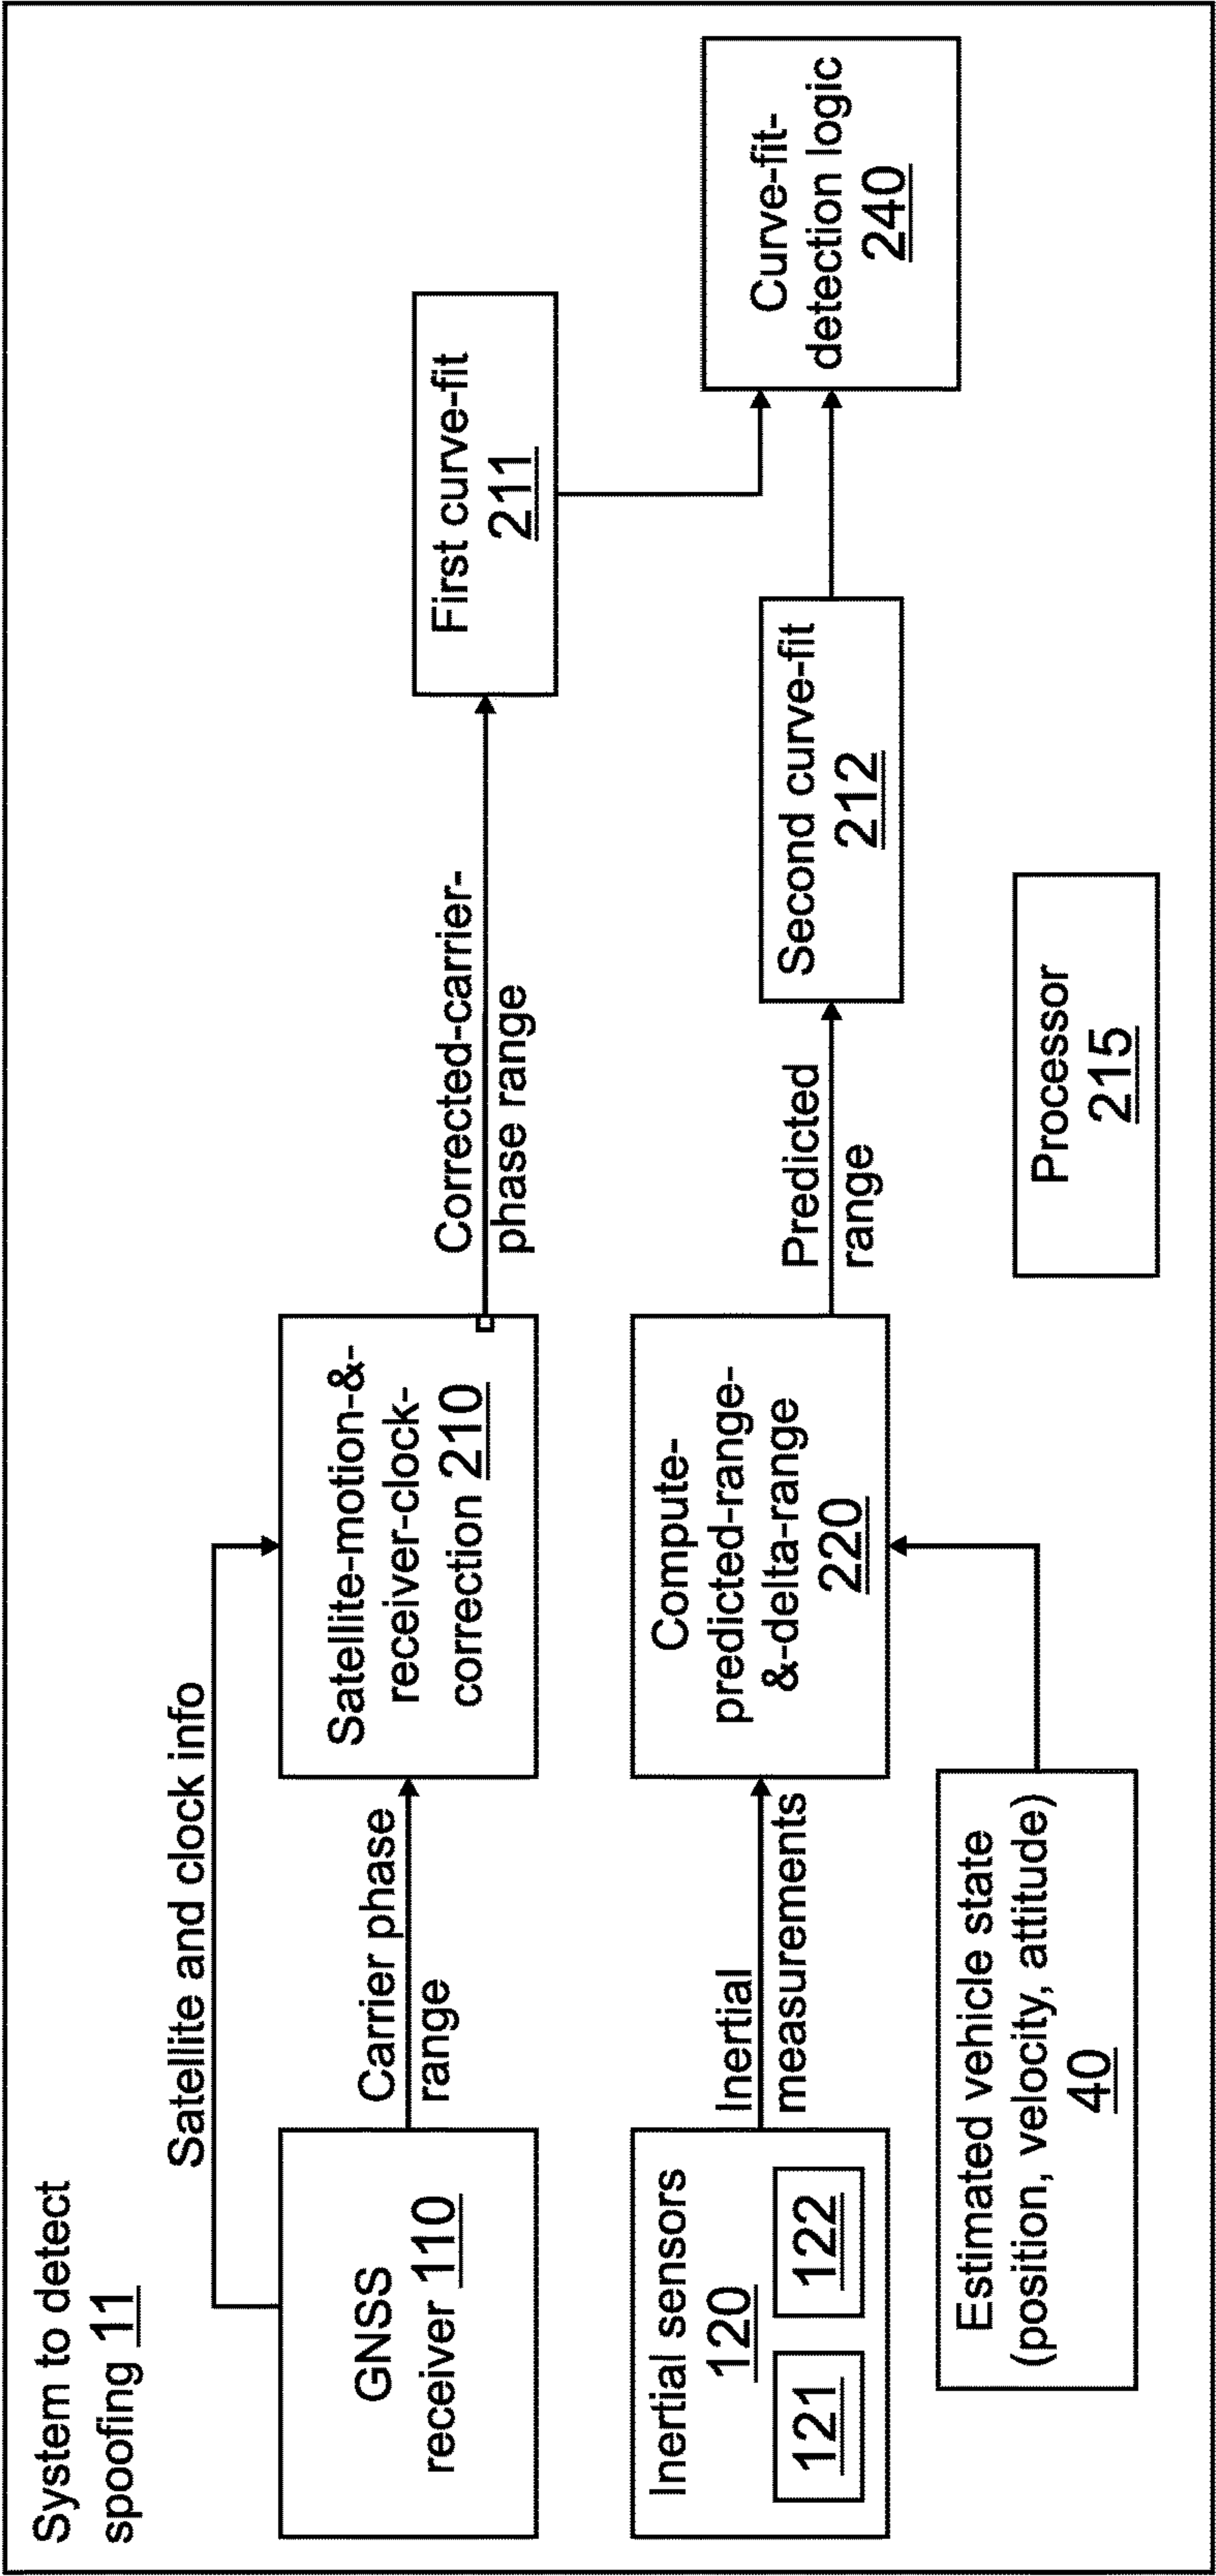 System to detect
spoofing 11
Satellite and clock info
GNSS
receiver 110
Carrier phase
range
Satellite-motion-&-
receiver-clock-
correction 210
Corrected-carrier-
phase range
First curve-fit
211
Inertial sensors
120
121
122
Inertial
measurements
Compute-
predicted-range-
&-delta-range
220
Predicted
range
Second curve-fit
212
Curve-fit-
detection logic
240
Estimated vehicle state
(position, velocity, attitude)
40
Processor
215